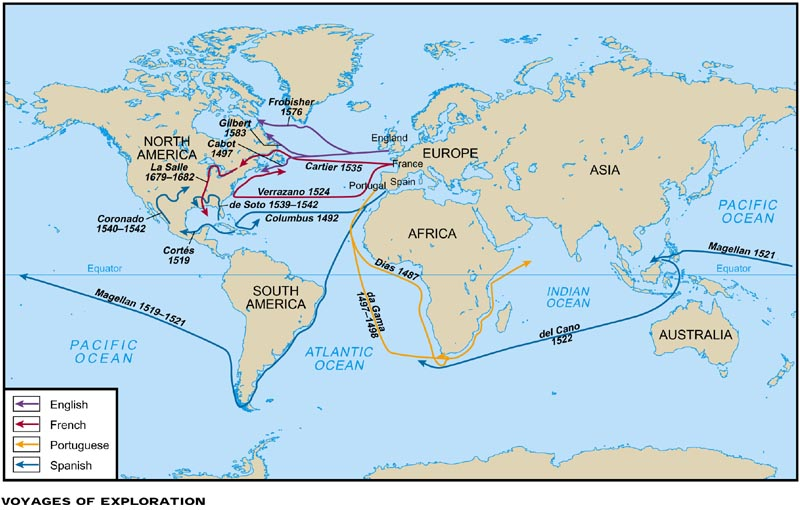 Frobisher
1576
Gilbert
1583
Cabot
1497
England
NORTH
AMERICA
EUROPE
ASIA
La Salle
1679–1682
Cartier 1535
France
Verrazano 1524
Portugal
Spain
de Soto 1539–1542
Coronado
1540–1542
Columbus 1492
PACIFIC
OCEAN
Cortés
1519
AFRICA
Magellan 1521
Equator
Dias 1487
Equator
SOUTH
AMERICA
Magellan 1519–1521
da Gama
1497–1498
INDIAN
OCEAN
del Cano
1522
AUSTRALIA
PACIFIC
OCEAN
ATLANTIC
OCEAN
English
French
Portuguese
Spanish
VOYAGES OF EXPLORATION